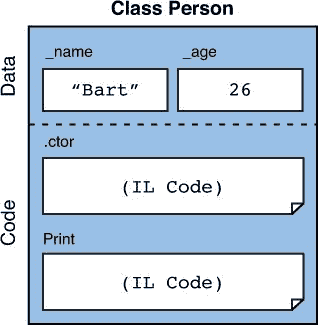 Class Person
Data
_name
_age
“Bart”
26
Code
.ctor
(IL Code)
Print
(IL Code)